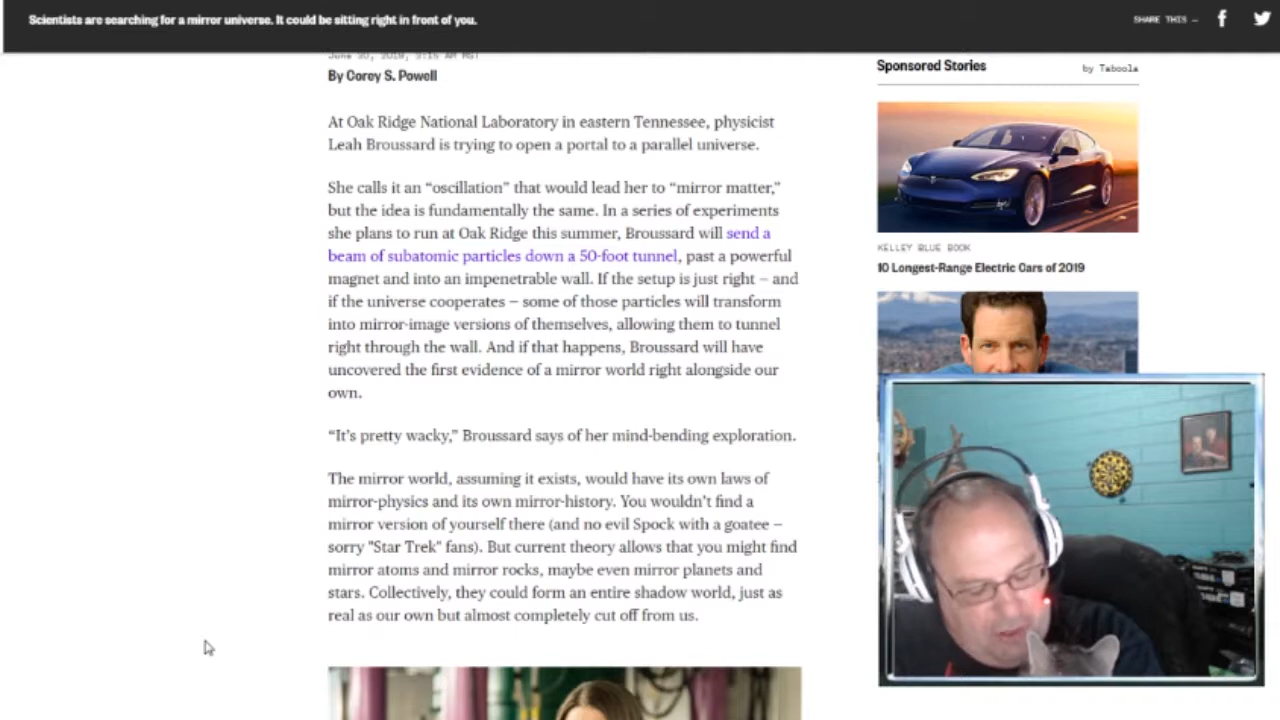 Scientists are searching for a mirror universe. It could be sitting right in front of you.
SHARE THIS —
June 30, 2019, 3:15 AM MST
By Corey S. Powell
At Oak Ridge National Laboratory in eastern Tennessee, physicist
Leah Broussard is trying to open a portal to a parallel universe.
She calls it an “oscillation” that would lead her to “mirror matter,”
but the idea is fundamentally the same. In a series of experiments
she plans to run at Oak Ridge this summer, Broussard will send a
beam of subatomic particles down a 50-foot tunnel, past a powerful
magnet and into an impenetrable wall. If the setup is just right — and
if the universe cooperates — some of those particles will transform
into mirror-image versions of themselves, allowing them to tunnel
right through the wall. And if that happens, Broussard will have
uncovered the first evidence of a mirror world right alongside our
own.
“It’s pretty wacky,” Broussard says of her mind-bending exploration.
The mirror world, assuming it exists, would have its own laws of
mirror-physics and its own mirror-history. You wouldn’t find a
mirror version of yourself there (and no evil Spock with a goatee —
sorry "Star Trek" fans). But current theory allows that you might find
mirror atoms and mirror rocks, maybe even mirror planets and
stars. Collectively, they could form an entire shadow world, just as
real as our own but almost completely cut off from us.
Sponsored Stories
by Taboola
KELLEY BLUE BOOK
10 Longest-Range Electric Cars of 2019